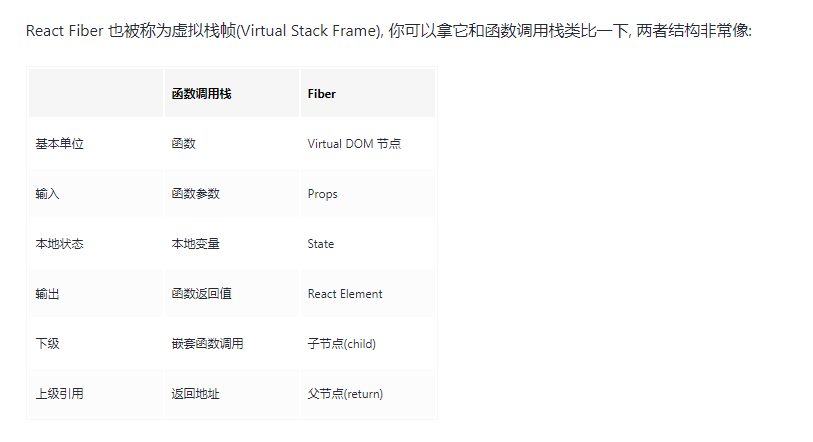 React Fiber 也被称为虚拟栈帧(Virtual Stack Frame), 你可以拿它和函数调用栈类比一下, 两者结构非常像:
函数调用栈 Fiber
基本单位 函数 Virtual DOM 节点
输入 函数参数 Props
本地状态 本地变量 State
输出 函数返回值 React Element
下级 嵌套函数调用 子节点(child)
上级引用 返回地址 父节点(return)